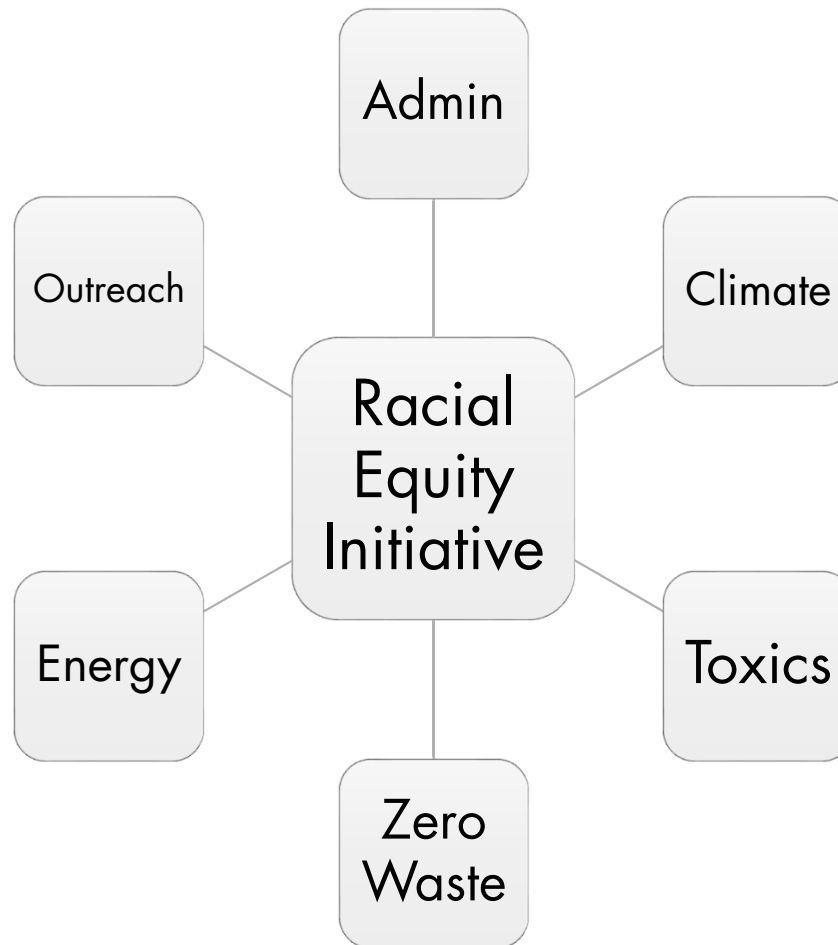 Admin
Outreach
Climate
Racial
Equity
Initiative
Energy
Toxics
Zero
Waste